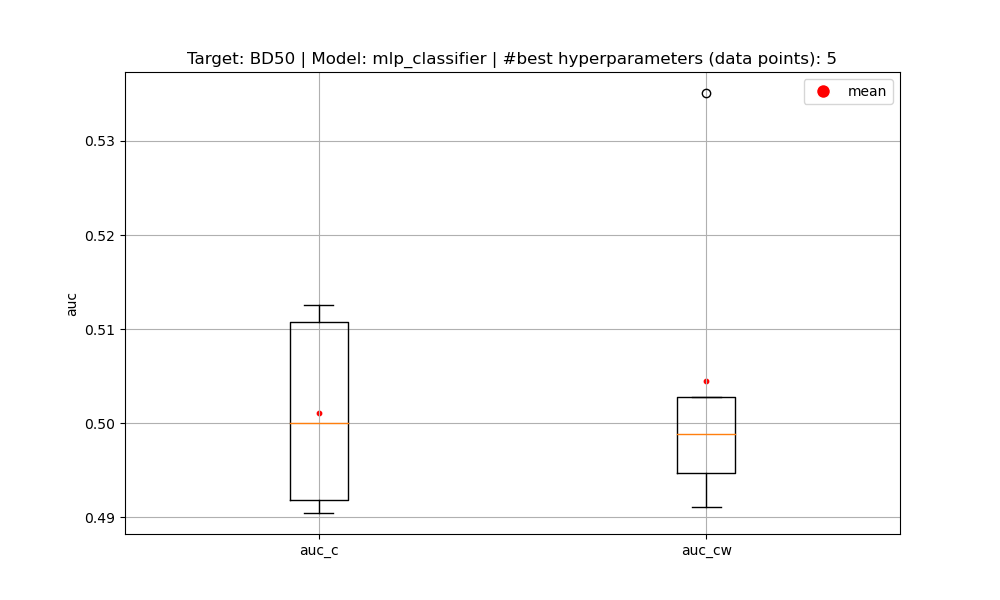 Target: BD50 | Model: mlp_classifier | #best hyperparameters (data points): 5
mean
0.53
0.52
0.51
0.50
0.49
auc
auc_c
auc_cw